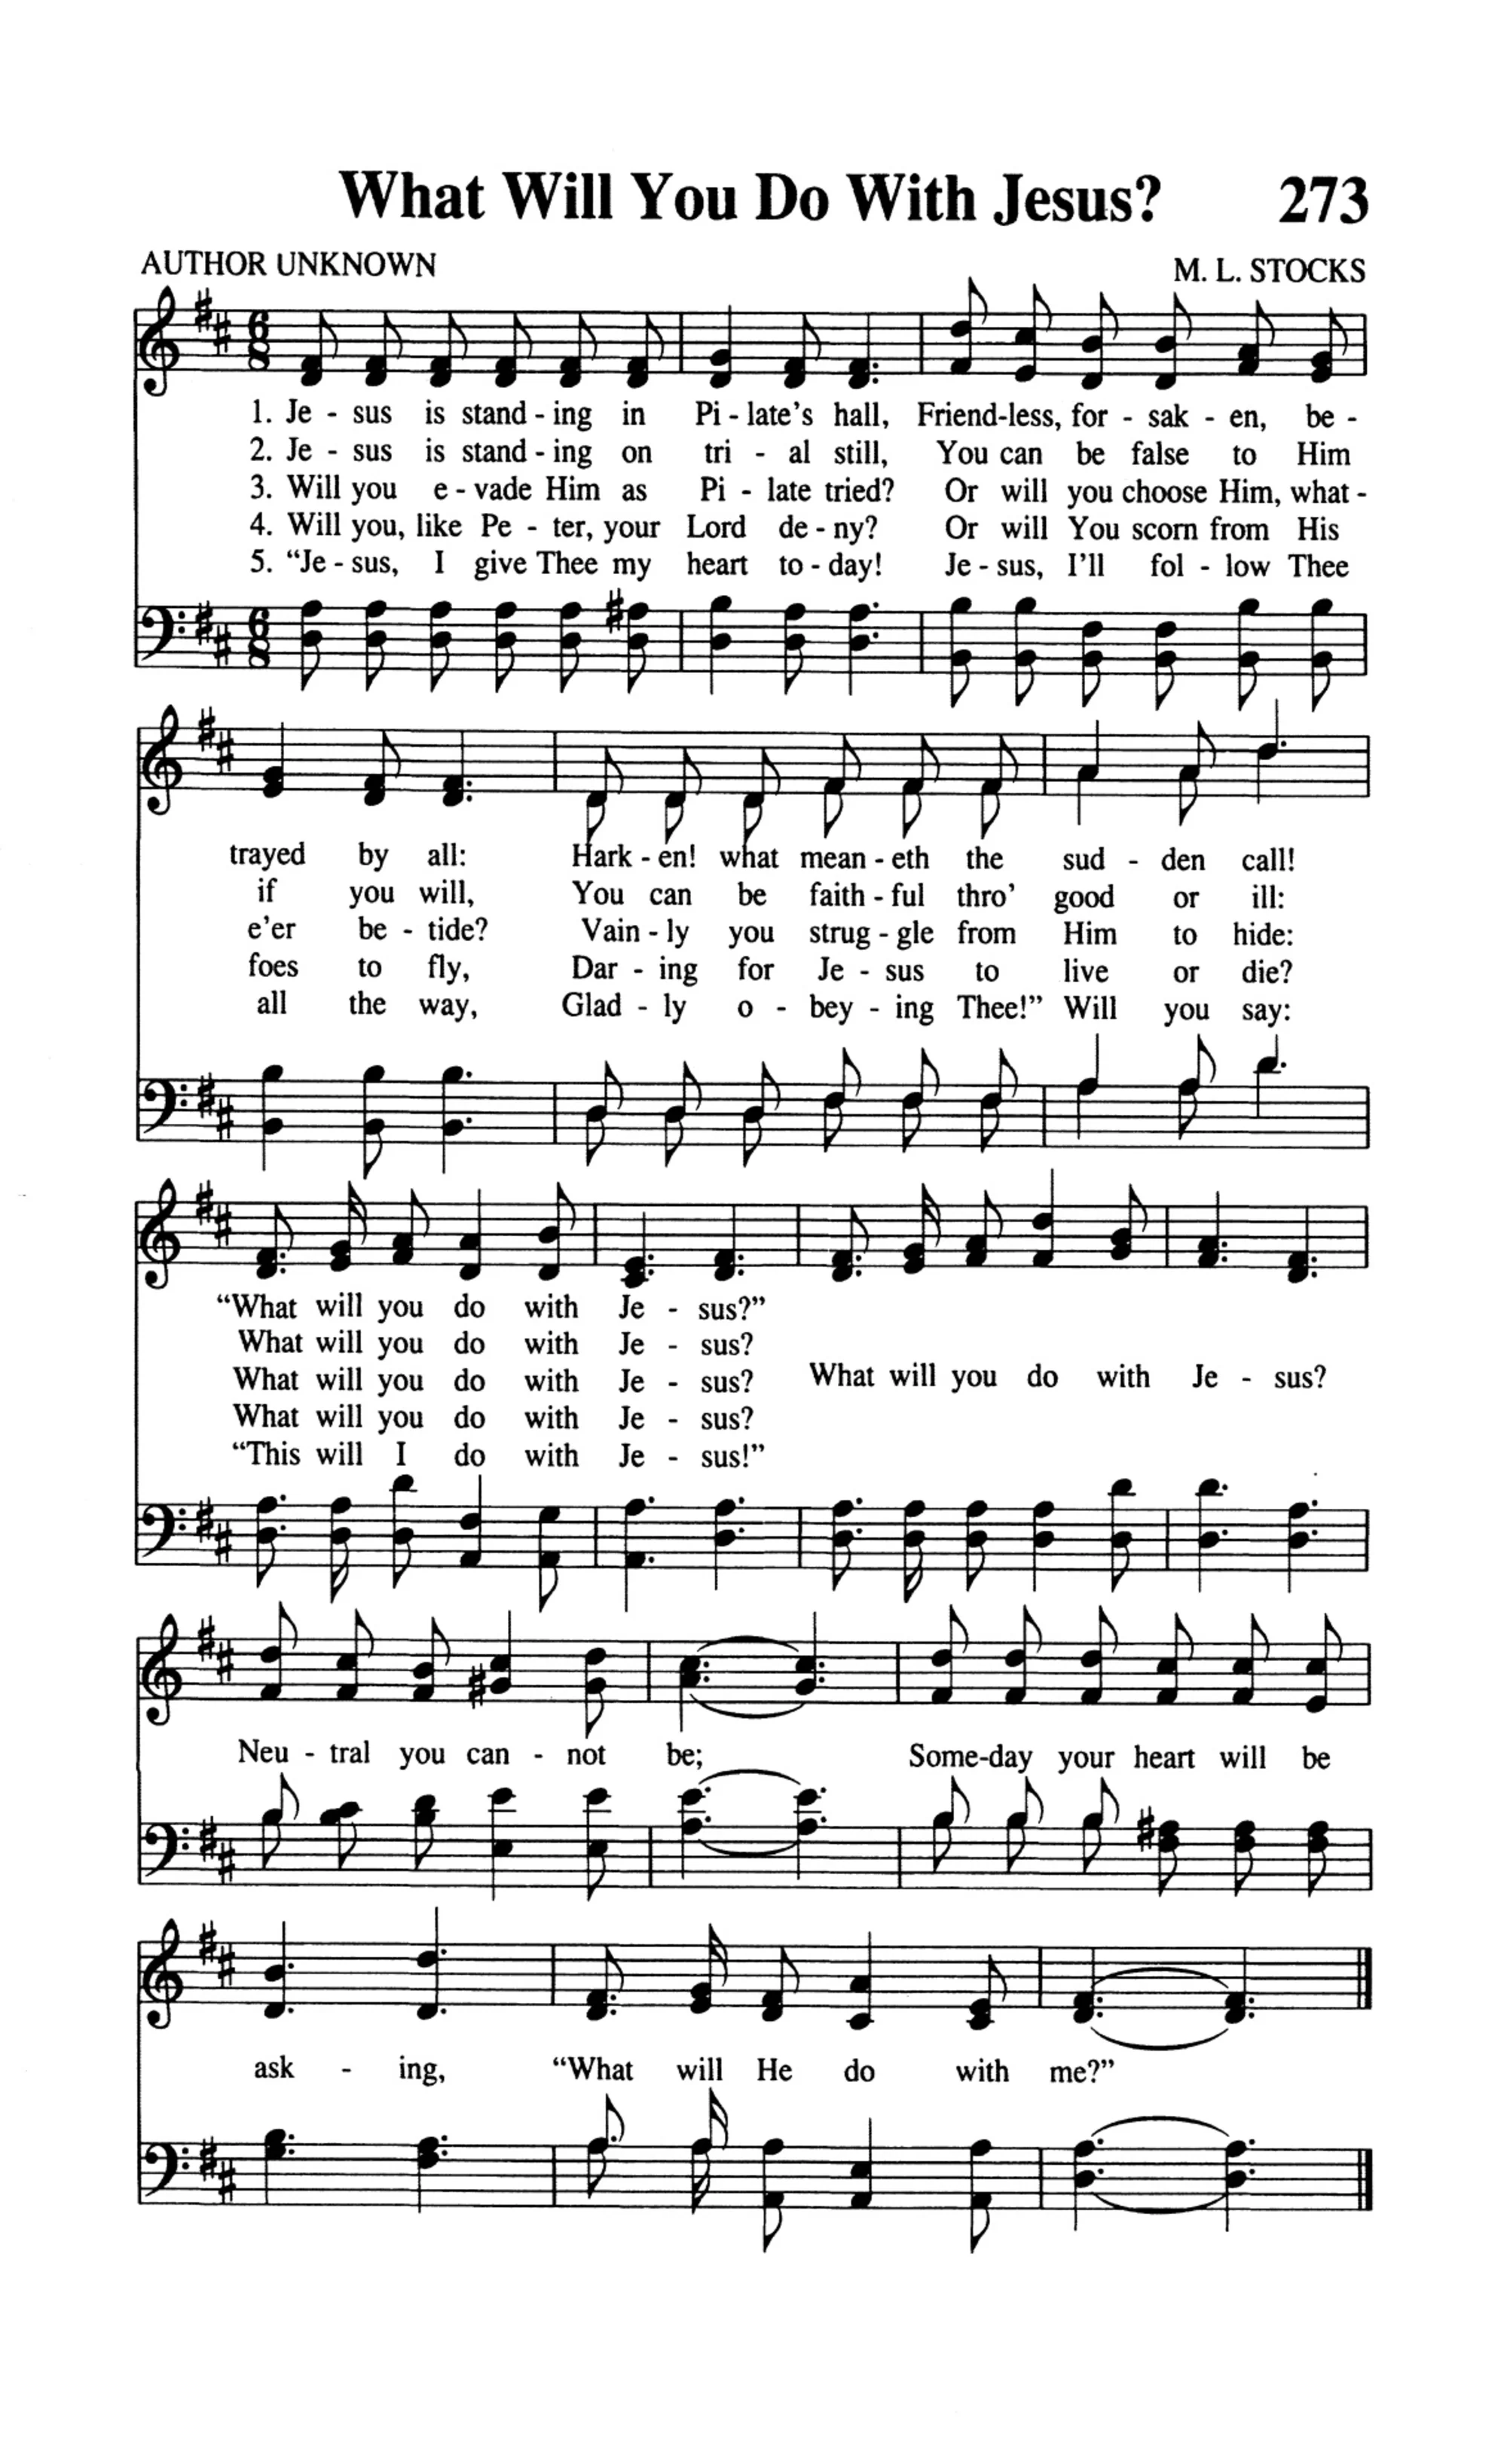 What Will You Do With Jesus? 273
AUTHOR UNKNOWN M. L. STOCKS
1. Je - sus is stand - ing in Pi - late's hall, Friend-less, for - sak - en, be -
2. Je - sus is stand - ing on tri - al still, You can be false to Him
3. Will you e - vade Him as Pi - late tried? Or will you choose Him, what -
4. Will you, like Pe - ter, your Lord de - ny? Or will You scorn from His
5. “Je - sus, I give Thee my heart to - day! Je - sus, I'll fol - low Thee
trayed by all: Hark - en! what mean - eth the sud - den call!
if you will, You can be faith - ful thro' good or ill:
e'er be - tide? Vain - ly you strug - gle from Him to hide:
foes to fly, Dar - ing for Je - sus to live or die?
all the way, Glad - ly o - bey - ing Thee!” Will you say:
“What will you do with Je - sus?”
What will you do with Je - sus?
What will you do with Je - sus? What will you do with Je - sus?
What will you do with Je - sus?
“This will I do with Je - sus!”
Neu - tral you can - not be; Some-day your heart will be
ask - ing, “What will He do with me?”